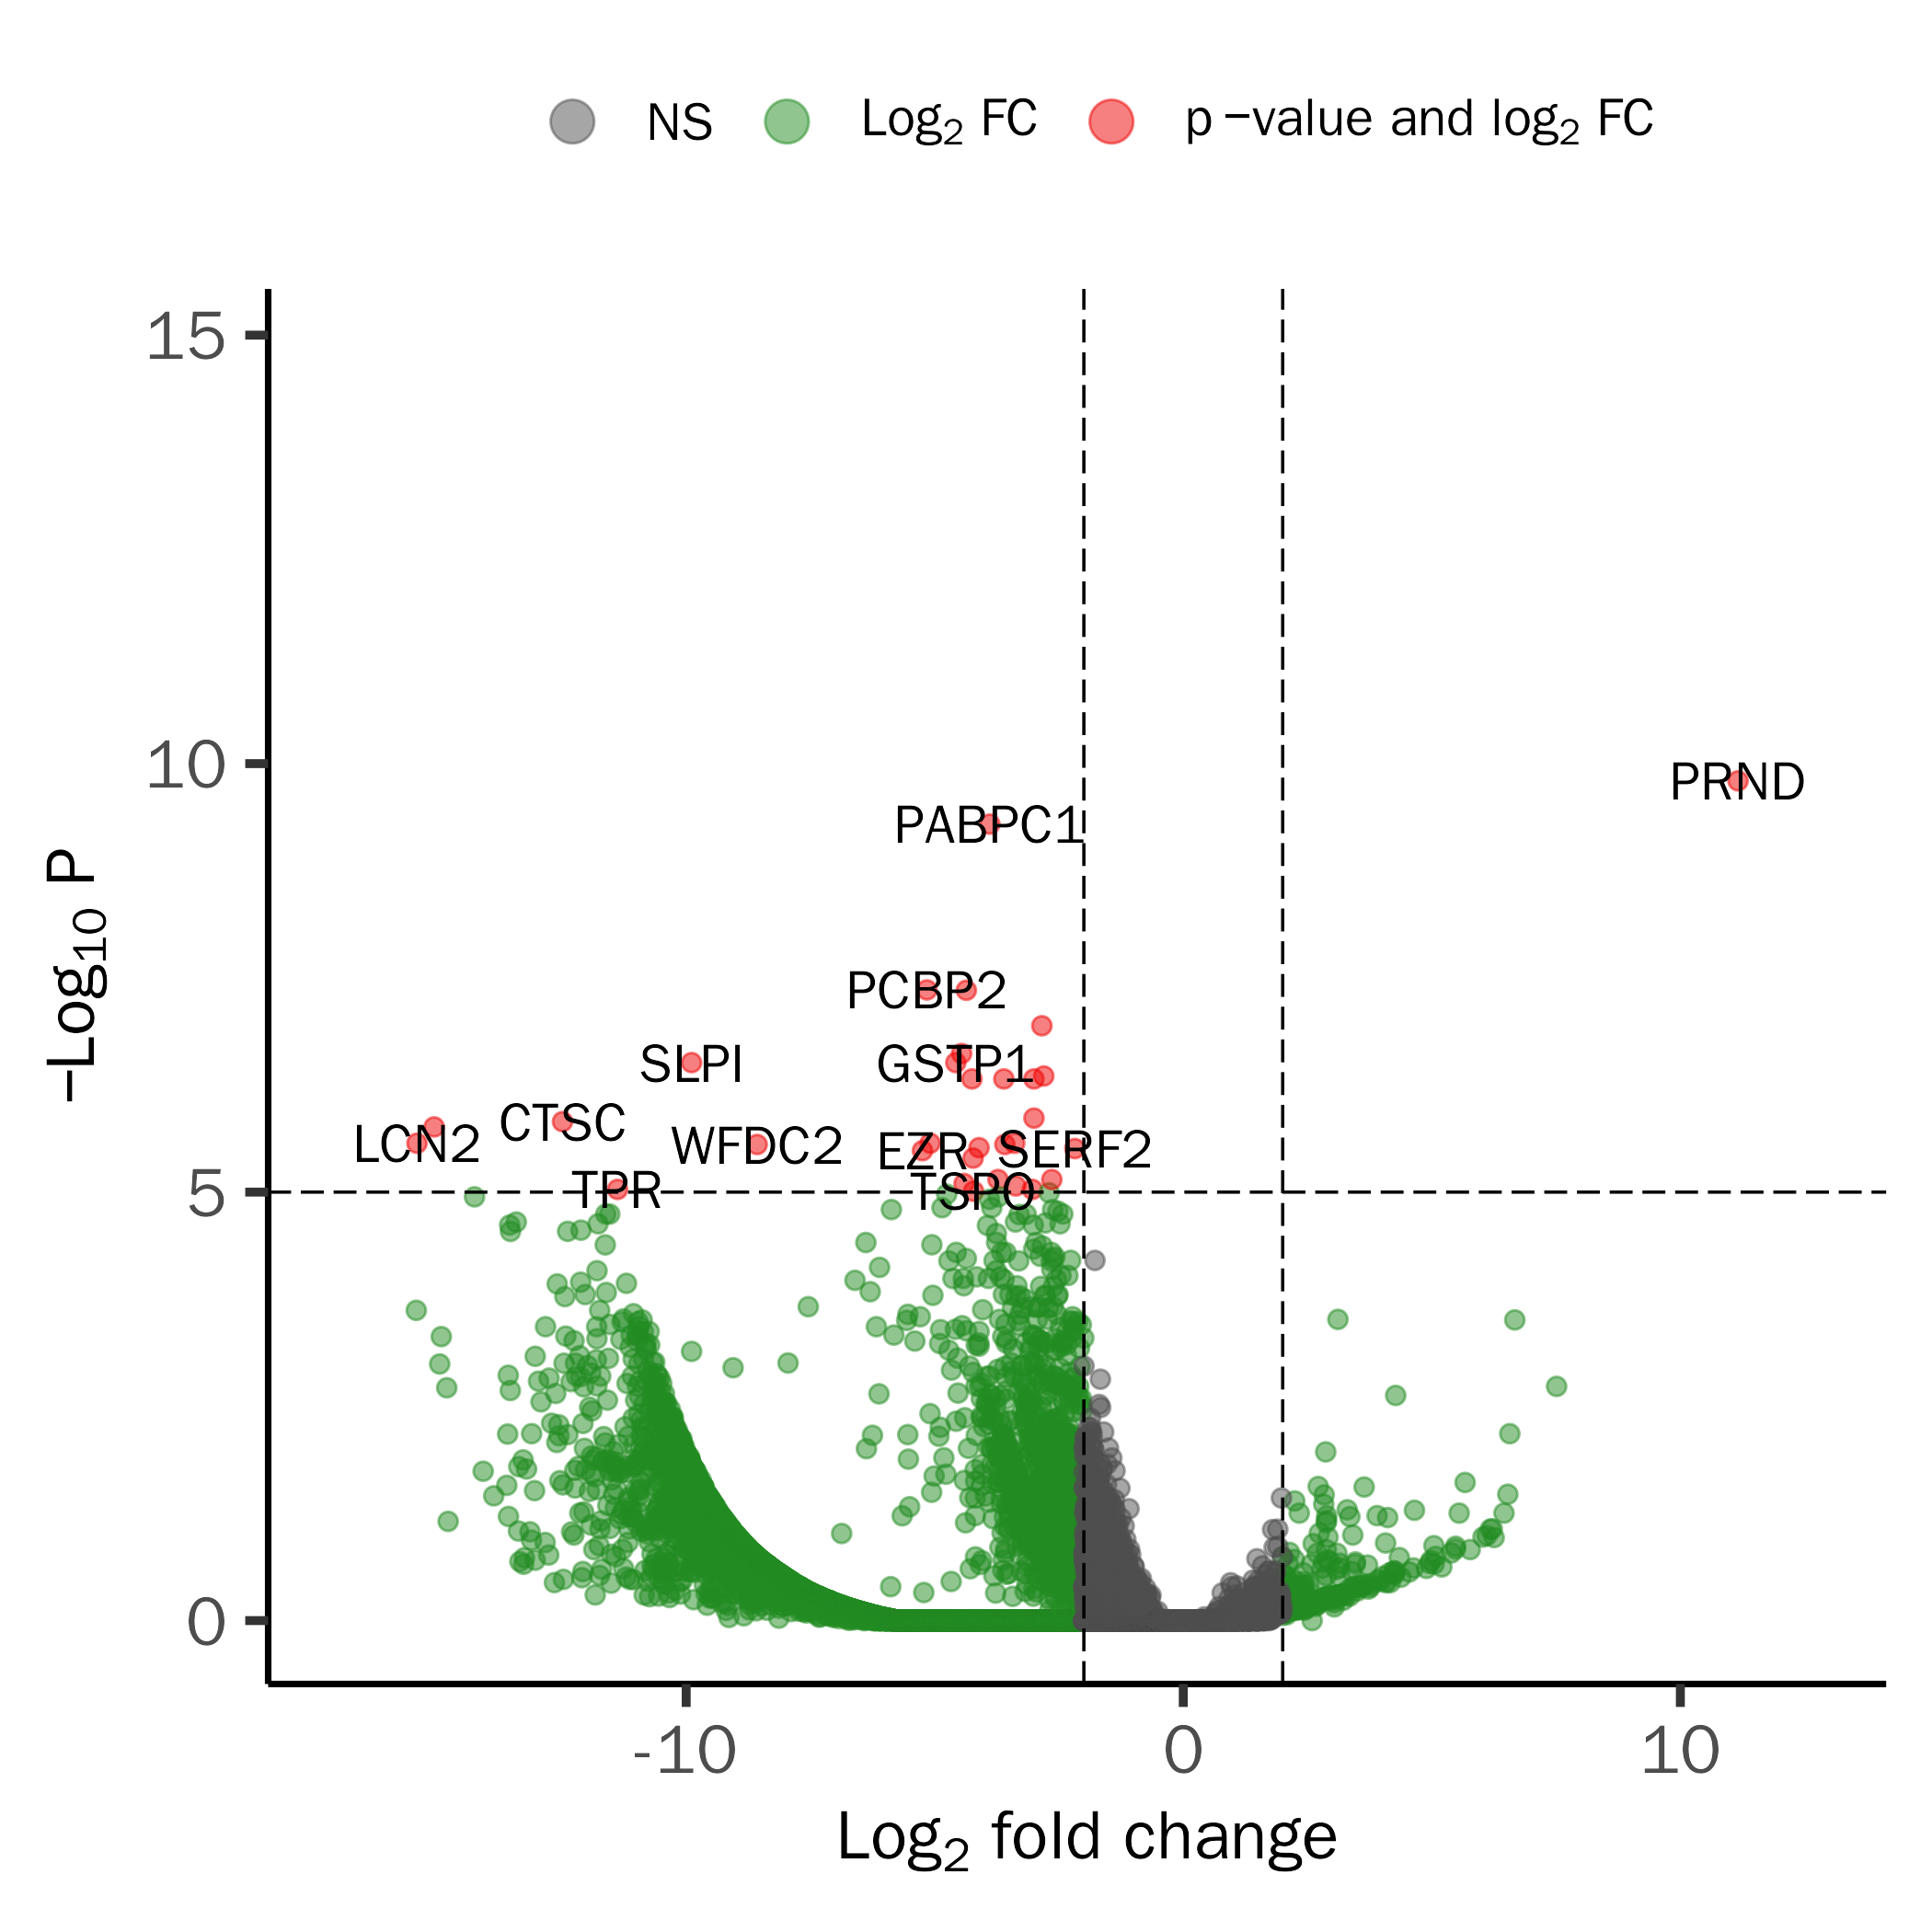 NS Log2 FC p −value and log2 FC
15
10
5
0
−Log10 P
PRND
PABPC1
PCBP2
SLPI
GSTP1
CTSC
LCN2
WFDC2
EZR
SERF2
TPR
TSPO
-10 0 10
Log2 fold change